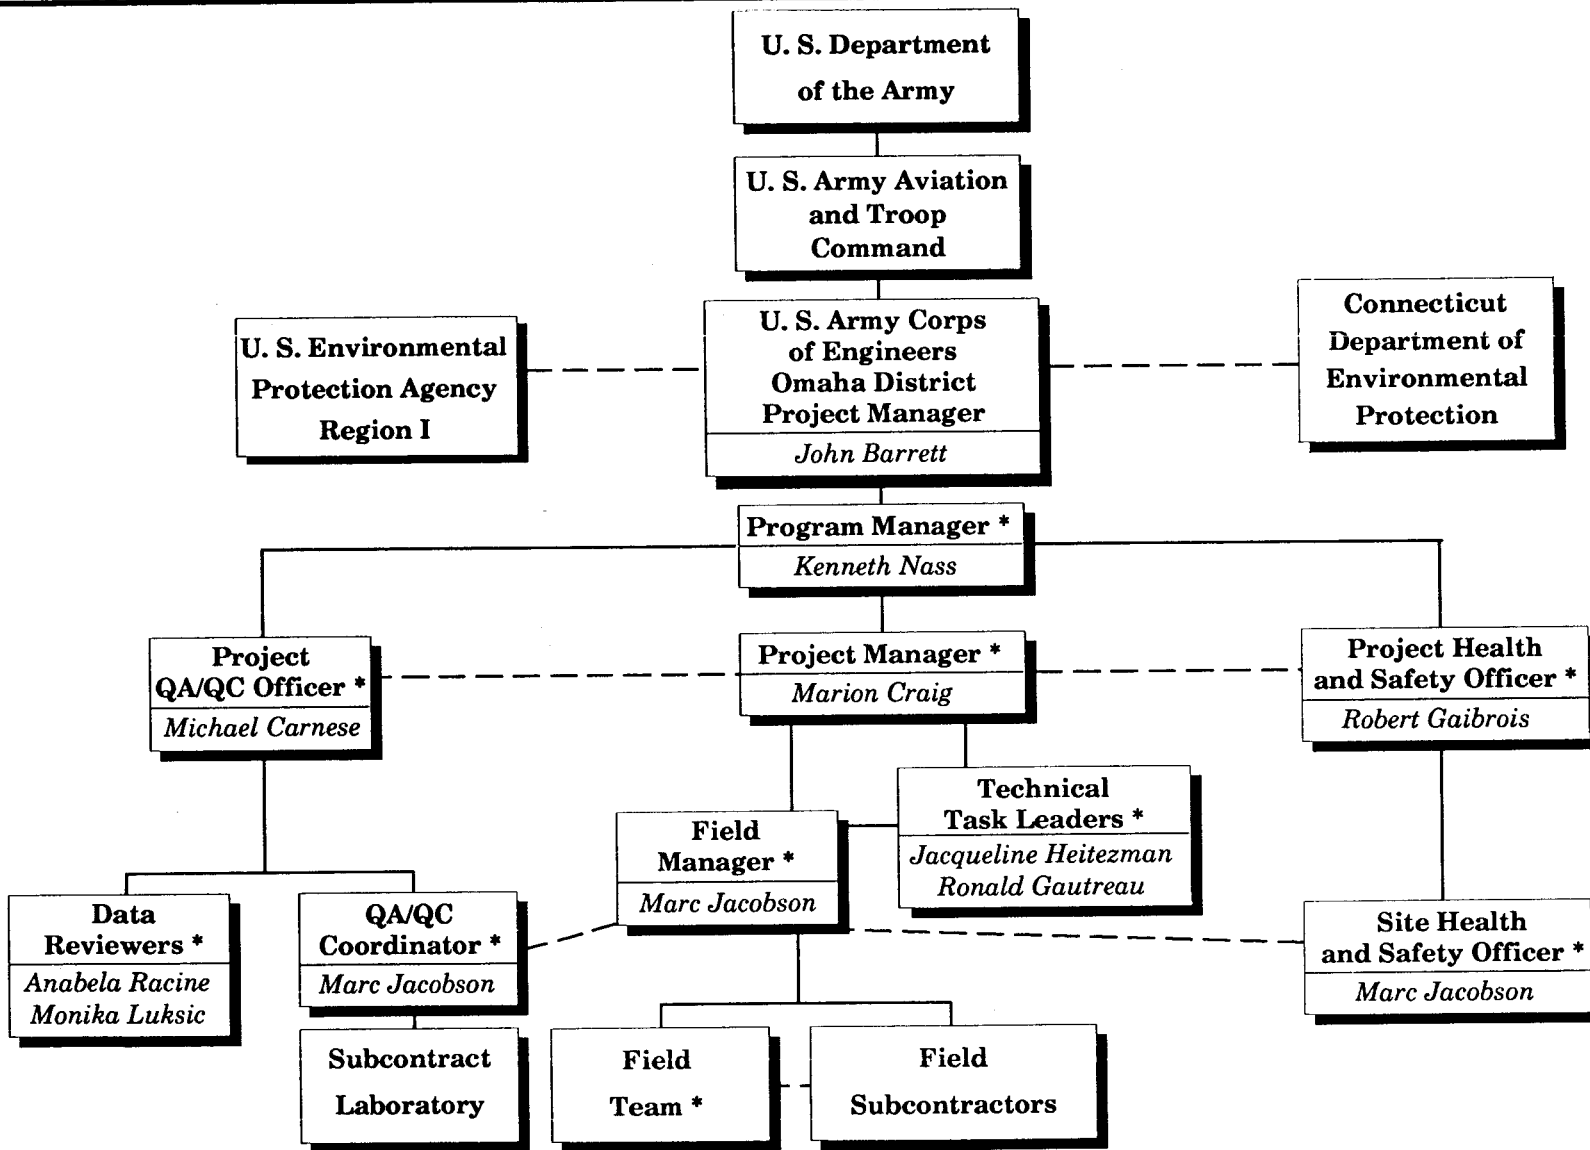 U. S. Department
of the Army
U. S. Army Aviation
and Troop
Command
U. S. Environmental
Protection Agency
Region I
U. S. Army Corps
of Engineers
Omaha District
Project Manager
John Barrett
Connecticut
Department of
Environmental
Protection
Program Manager *
Kenneth Nass
Project
QA/QC Officer *
Michael Carnese
Project Manager *
Marion Craig
Project Health
and Safety Officer *
Robert Gaibrois
Technical
Task Leaders *
Jacqueline Heitezman
Ronald Gautreau
Field
Manager *
Marc Jacobson
Data
Reviewers *
Anabela Racine
Monika Luksic
QA/QC
Coordinator *
Marc Jacobson
Site Health
and Safety Officer *
Marc Jacobson
Subcontract
Laboratory
Field
Team *
Field
Subcontractors